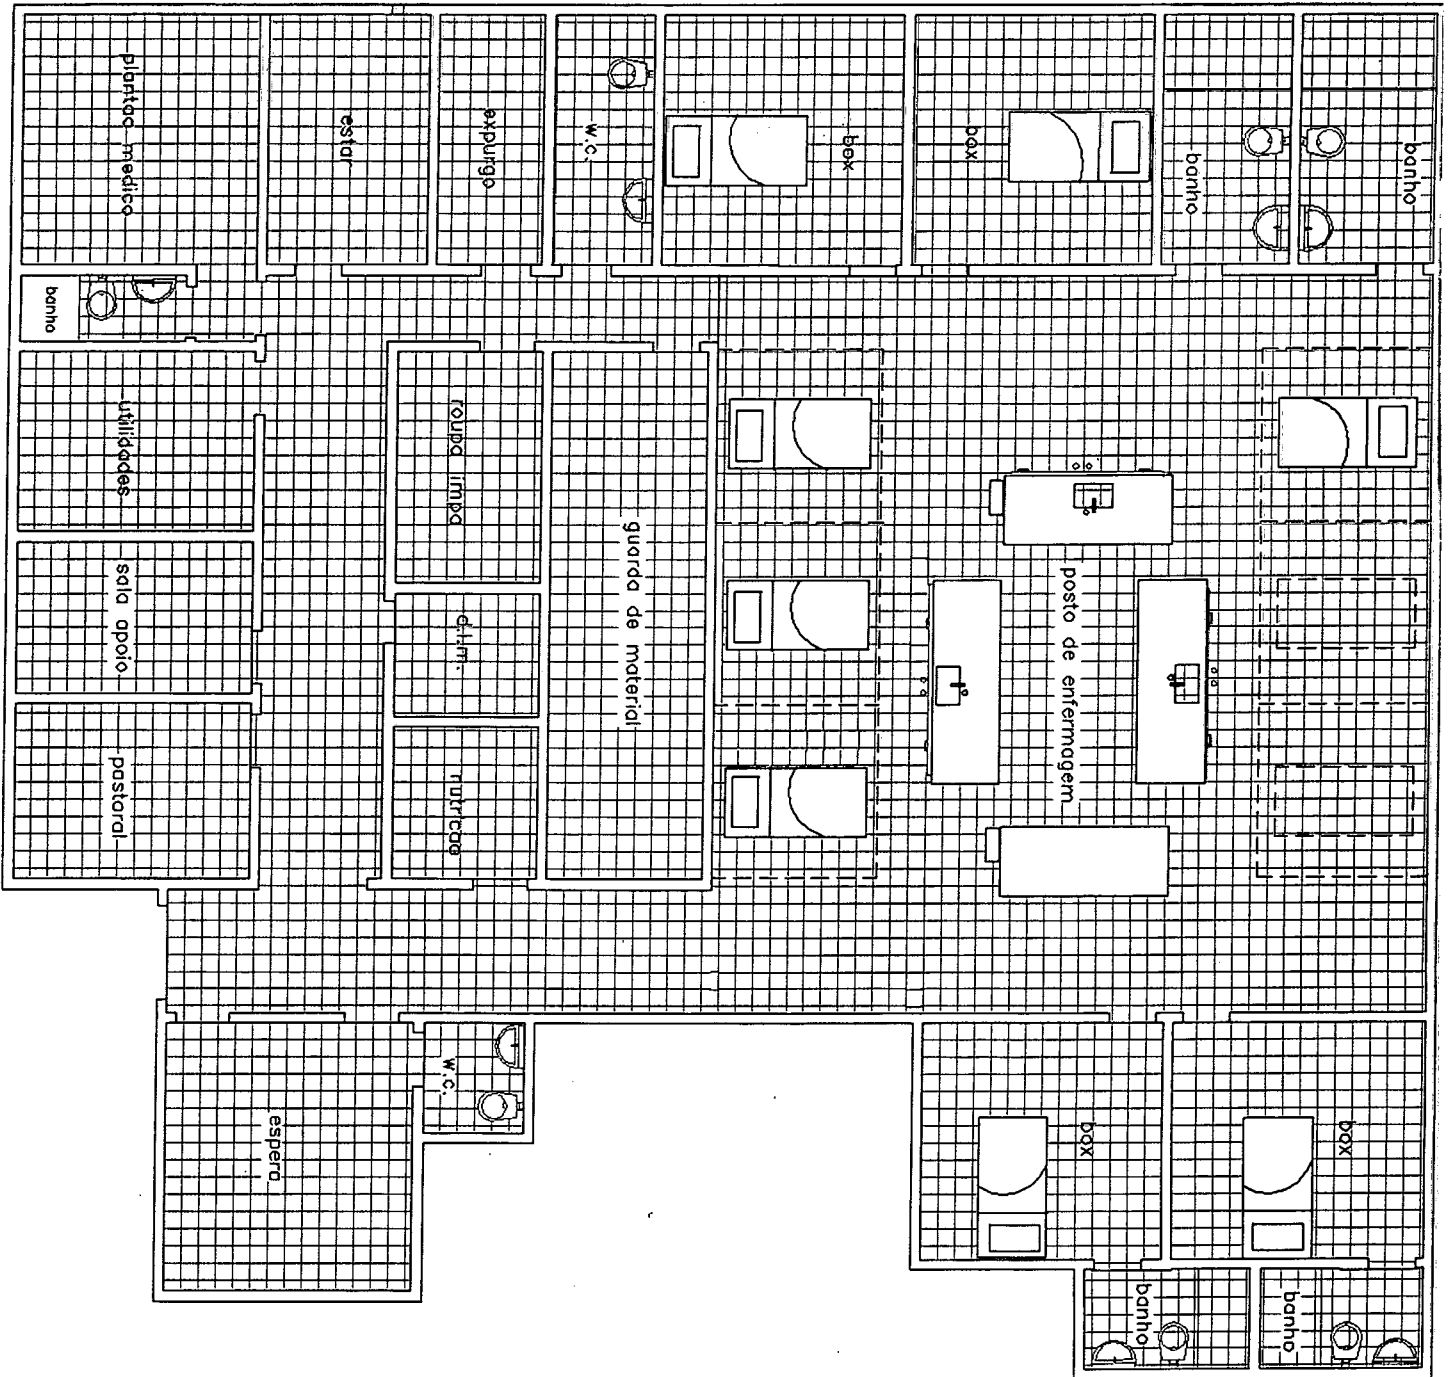 plantao medico
estar
expurgo
w.c.
box
box
banho
banho
banho
utilidades
roupa impa
guarda de material
sala apoio
d.i.m.
posto de enfermagem
pastoral
nutricao
w.c.
espera
box
box
banho
banho